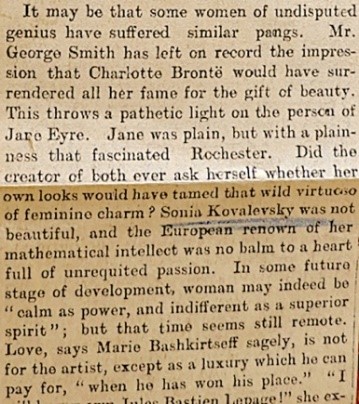 It may be that some women of undisputed
genius have suffered similar pangs. Mr.
George Smith has left on record the impres-
sion that Charlotte Brontë would have sur-
rendered all her fame for the gift of beauty.
This throws a pathetic light on the person of
Jane Eyre. Jane was plain, but with a plain-
ness that fascinated Rochester. Did the
creator of both ever ask herself whether her
own looks would have tamed that wild virtuoso
of feminine charm? Sonia Kovalevsky was not
beautiful, and the European renown of her
mathematical intellect was no balm to a heart
full of unrequited passion. In some future
stage of development, woman may indeed be
"calm as power, and indifferent as a superior
spirit"; but that time seems still remote.
Love, says Marie Bashkirtseff sagely, is not
for the artist, except as a luxury which he can
pay for, "when he has won his place." "I
own Jules Bastien Lepage!" she ex-